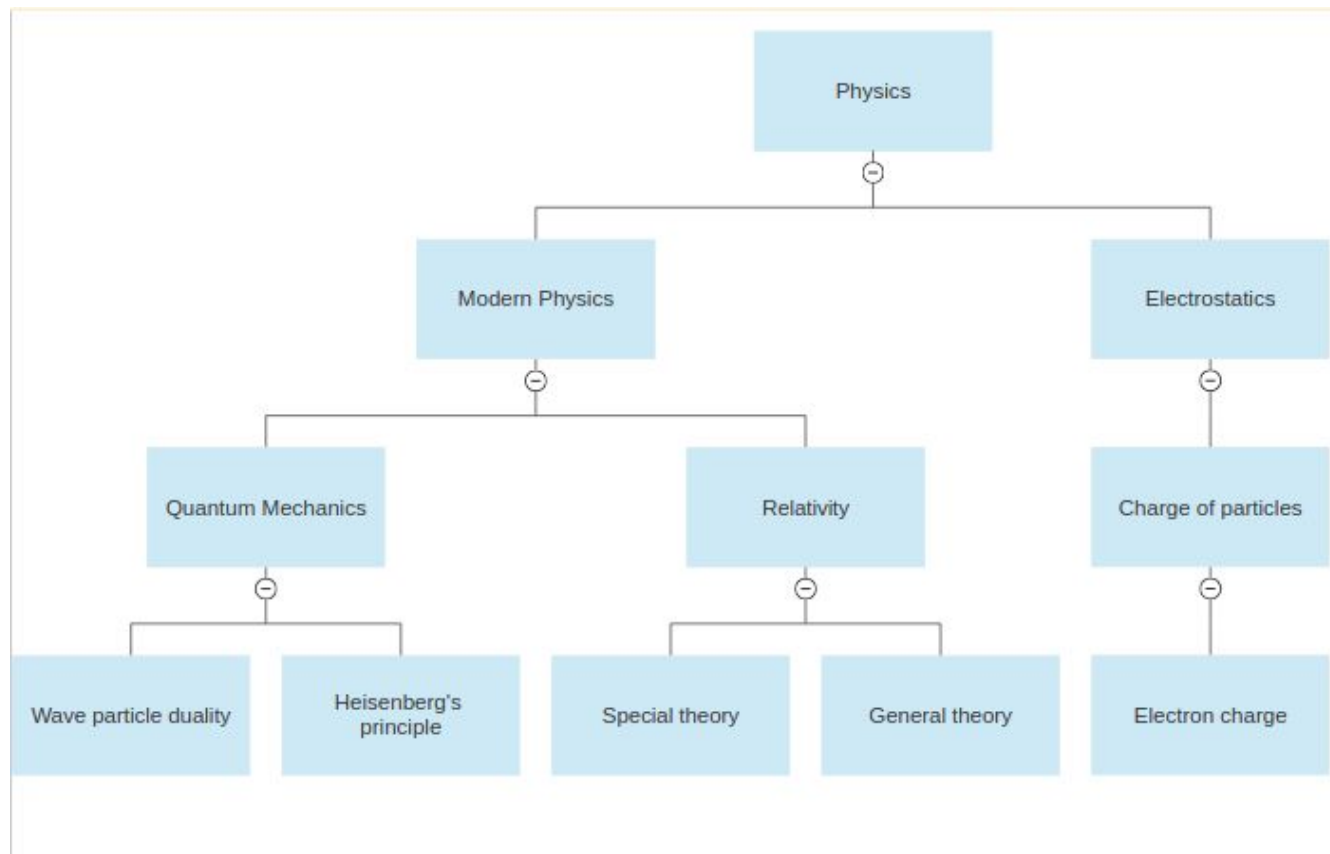 Physics
Modern Physics
Electrostatics
Quantum Mechanics
Relativity
Charge of particles
Wave particle duality
Heisenberg's
principle
Special theory
General theory
Electron charge